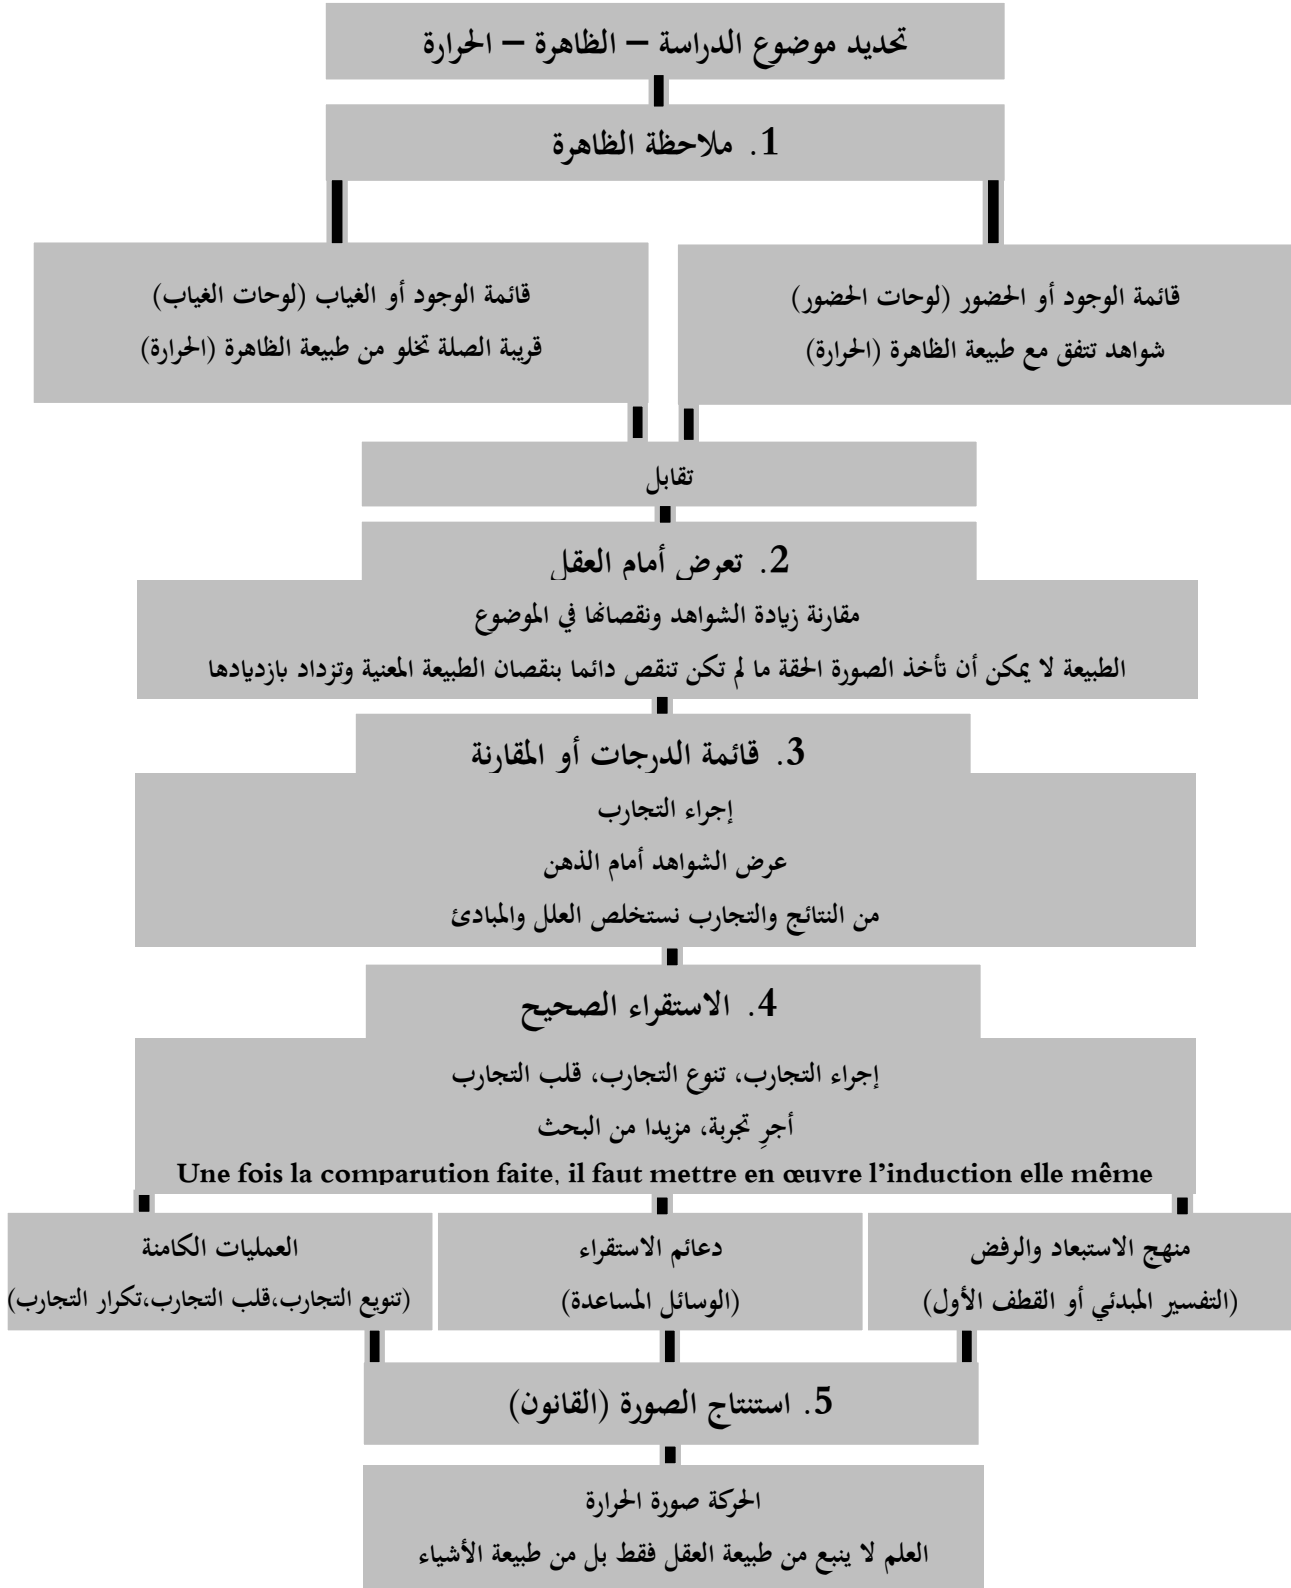 تحديد موضوع الدراسة – الظاهرة – الحرارة
1. ملاحظة الظاهرة
قائمة الوجود أو الحضور (لوحات الحضور)
شواهد تتفق مع طبيعة الظاهرة (الحرارة)
قائمة الوجود أو الغياب (لوحات الغياب)
قريبة الصلة تخلو من طبيعة الظاهرة (الحرارة)
تقابل
2. تعرض أمام العقل
مقارنة زيادة الشواهد ونقصانها في الموضوع
الطبيعة لا يمكن أن تأخذ الصورة الحقة ما لم تكن تنقص دائما بنقصان الطبيعة المعنية وتزداد بازديادها
3. قائمة الدرجات أو المقارنة
إجراء التجارب
عرض الشواهد أمام الذهن
من النتائج والتجارب نستخلص العلل والمبادئ
4. الاستقراء الصحيح
إجراء التجارب، تنوع التجارب، قلب التجارب
أجرِ تجربة، مزيدا من البحث
Une fois la comparution faite, il faut mettre en œuvre l'induction elle même
منهج الاستبعاد والرفض
(التفسير المبدئي أو القطف الأول)
دعائم الاستقراء
(الوسائل المساعدة)
العمليات الكامنة
(تنويع التجارب،قلب التجارب،تكرار التجارب)
5. استنتاج الصورة (القانون)
الحركة صورة الحرارة
العلم لا ينبع من طبيعة العقل فقط بل من طبيعة الأشياء